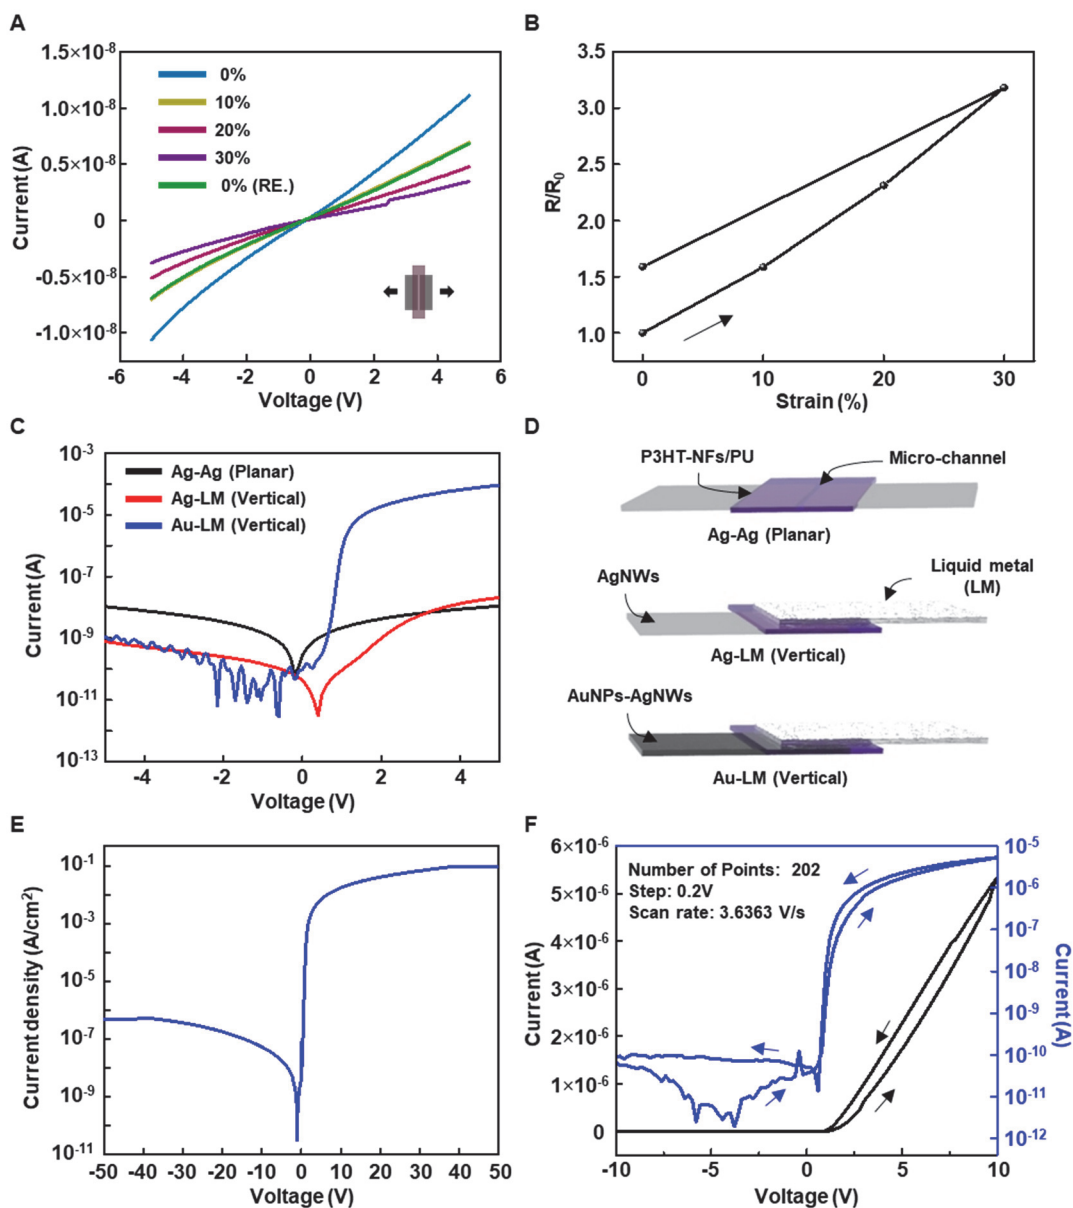 A
1.5×10⁻⁸
1.0×10⁻⁸
0.5×10⁻⁸
0
-0.5×10⁻⁸
-1.0×10⁻⁸
Current (A)
0%
10%
20%
30%
0% (RE.)
-6 -4 -2 0 2 4 6
Voltage (V)
B
3.5
3.0
2.5
2.0
1.5
1.0
R/R₀
0 10 20 30
Strain (%)
C
10⁻³
10⁻⁵
10⁻⁷
10⁻⁹
10⁻¹¹
10⁻¹³
Current (A)
Ag-Ag (Planar)
Ag-LM (Vertical)
Au-LM (Vertical)
-4 -2 0 2 4
Voltage (V)
D
P3HT-NFs/PU
Micro-channel
Ag-Ag (Planar)
AgNWs
Liquid metal
(LM)
Ag-LM (Vertical)
AuNPs-AgNWs
Au-LM (Vertical)
E
10⁻¹
10⁻³
10⁻⁵
10⁻⁷
10⁻⁹
10⁻¹¹
Current density (A/cm²)
-50 -40 -30 -20 -10 0 10 20 30 40 50
Voltage (V)
F
6×10⁻⁶
5×10⁻⁶
4×10⁻⁶
3×10⁻⁶
2×10⁻⁶
1×10⁻⁶
0
Current (A)
Number of Points: 202
Step: 0.2V
Scan rate: 3.6363 V/s
10⁻⁵
10⁻⁶
10⁻⁷
10⁻⁸
10⁻⁹
10⁻¹⁰
10⁻¹¹
10⁻¹²
Current (A)
-10 -5 0 5 10
Voltage (V)